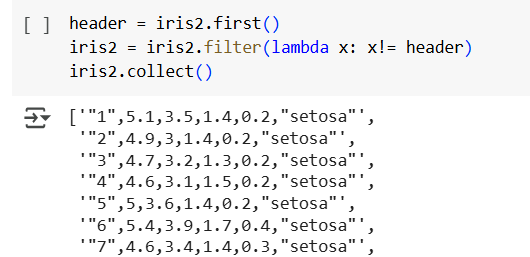 [ ] header = iris2.first()
iris2 = iris2.filter(lambda x: x!= header)
iris2.collect()
['"1",5.1,3.5,1.4,0.2,"setosa"',
'"2",4.9,3,1.4,0.2,"setosa"',
'"3",4.7,3.2,1.3,0.2,"setosa"',
'"4",4.6,3.1,1.5,0.2,"setosa"',
'"5",5,3.6,1.4,0.2,"setosa"',
'"6",5.4,3.9,1.7,0.4,"setosa"',
'"7",4.6,3.4,1.4,0.3,"setosa"',